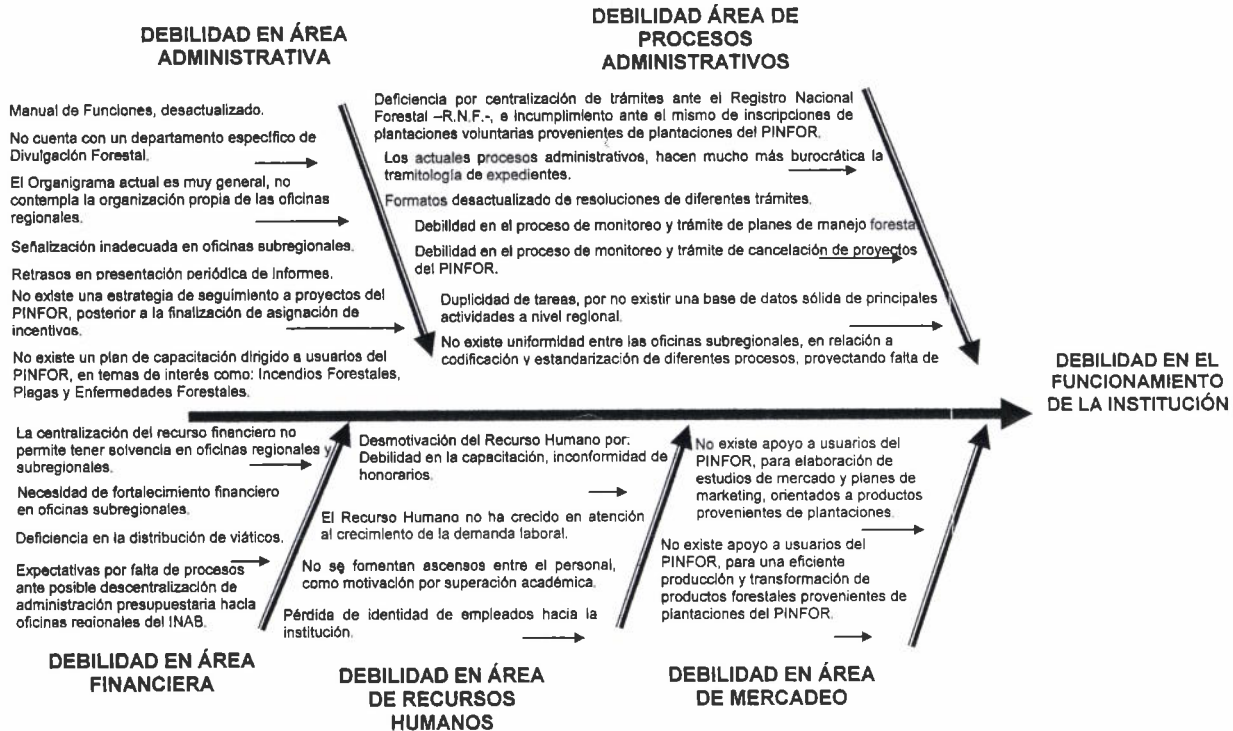 DEBILIDAD EN ÁREA
ADMINISTRATIVA
Manual de Funciones, desactualizado.
No cuenta con un departamento específico de
Divulgación Forestal.
El Organigrama actual es muy general, no
contempla la organización propia de las oficinas
regionales.
Señalización inadecuada en oficinas subregionales.
Retrasos en presentación periódica de informes.
No existe una estrategia de seguimiento a proyectos del
PINFOR, posterior a la finalización de asignación de
incentivos.
No existe un plan de capacitación dirigido a usuarios del
PINFOR, en temas de interés como: Incendios Forestales,
Plagas y Enfermedades Forestales.
DEBILIDAD ÁREA DE
PROCESOS
ADMINISTRATIVOS
Deficiencia por centralización de trámites ante el Registro Nacional
Forestal –R.N.F.-, e incumplimiento ante el mismo de inscripciones de
plantaciones voluntarias provenientes de plantaciones del PINFOR.
Los actuales procesos administrativos, hacen mucho más burocrática la
tramitología de expedientes.
Formatos desactualizado de resoluciones de diferentes trámites.
Debilidad en el proceso de monitoreo y trámite de planes de manejo foresta
Debilidad en el proceso de monitoreo y trámite de cancelación de proyectos
del PINFOR.
Duplicidad de tareas, por no existir una base de datos sólida de principales
actividades a nivel regional.
No existe uniformidad entre las oficinas subregionales, en relación a
codificación y estandarización de diferentes procesos, proyectando falta de
DEBILIDAD EN EL
FUNCIONAMIENTO
DE LA INSTITUCIÓN
La centralización del recurso financiero no
permite tener solvencia en oficinas regionales y
subregionales.
Necesidad de fortalecimiento financiero
en oficinas subregionales.
Deficiencia en la distribución de viáticos.
Expectativas por falta de procesos
ante posible descentralización de
administración presupuestaria hacia
oficinas regionales del INAB.
DEBILIDAD EN ÁREA
FINANCIERA
Desmotivación del Recurso Humano por:
Debilidad en la capacitación, inconformidad de
honorarios.
El Recurso Humano no ha crecido en atención
al crecimiento de la demanda laboral.
No se fomentan ascensos entre el personal,
como motivación por superación académica.
Pérdida de identidad de empleados hacia la
institución.
DEBILIDAD EN ÁREA
DE RECURSOS
HUMANOS
No existe apoyo a usuarios del
PINFOR, para elaboración de
estudios de mercado y planes de
marketing, orientados a productos
provenientes de plantaciones.
No existe apoyo a usuarios del
PINFOR, para una eficiente
producción y transformación de
productos forestales provenientes de
plantaciones del PINFOR.
DEBILIDAD EN ÁREA
DE MERCADEO